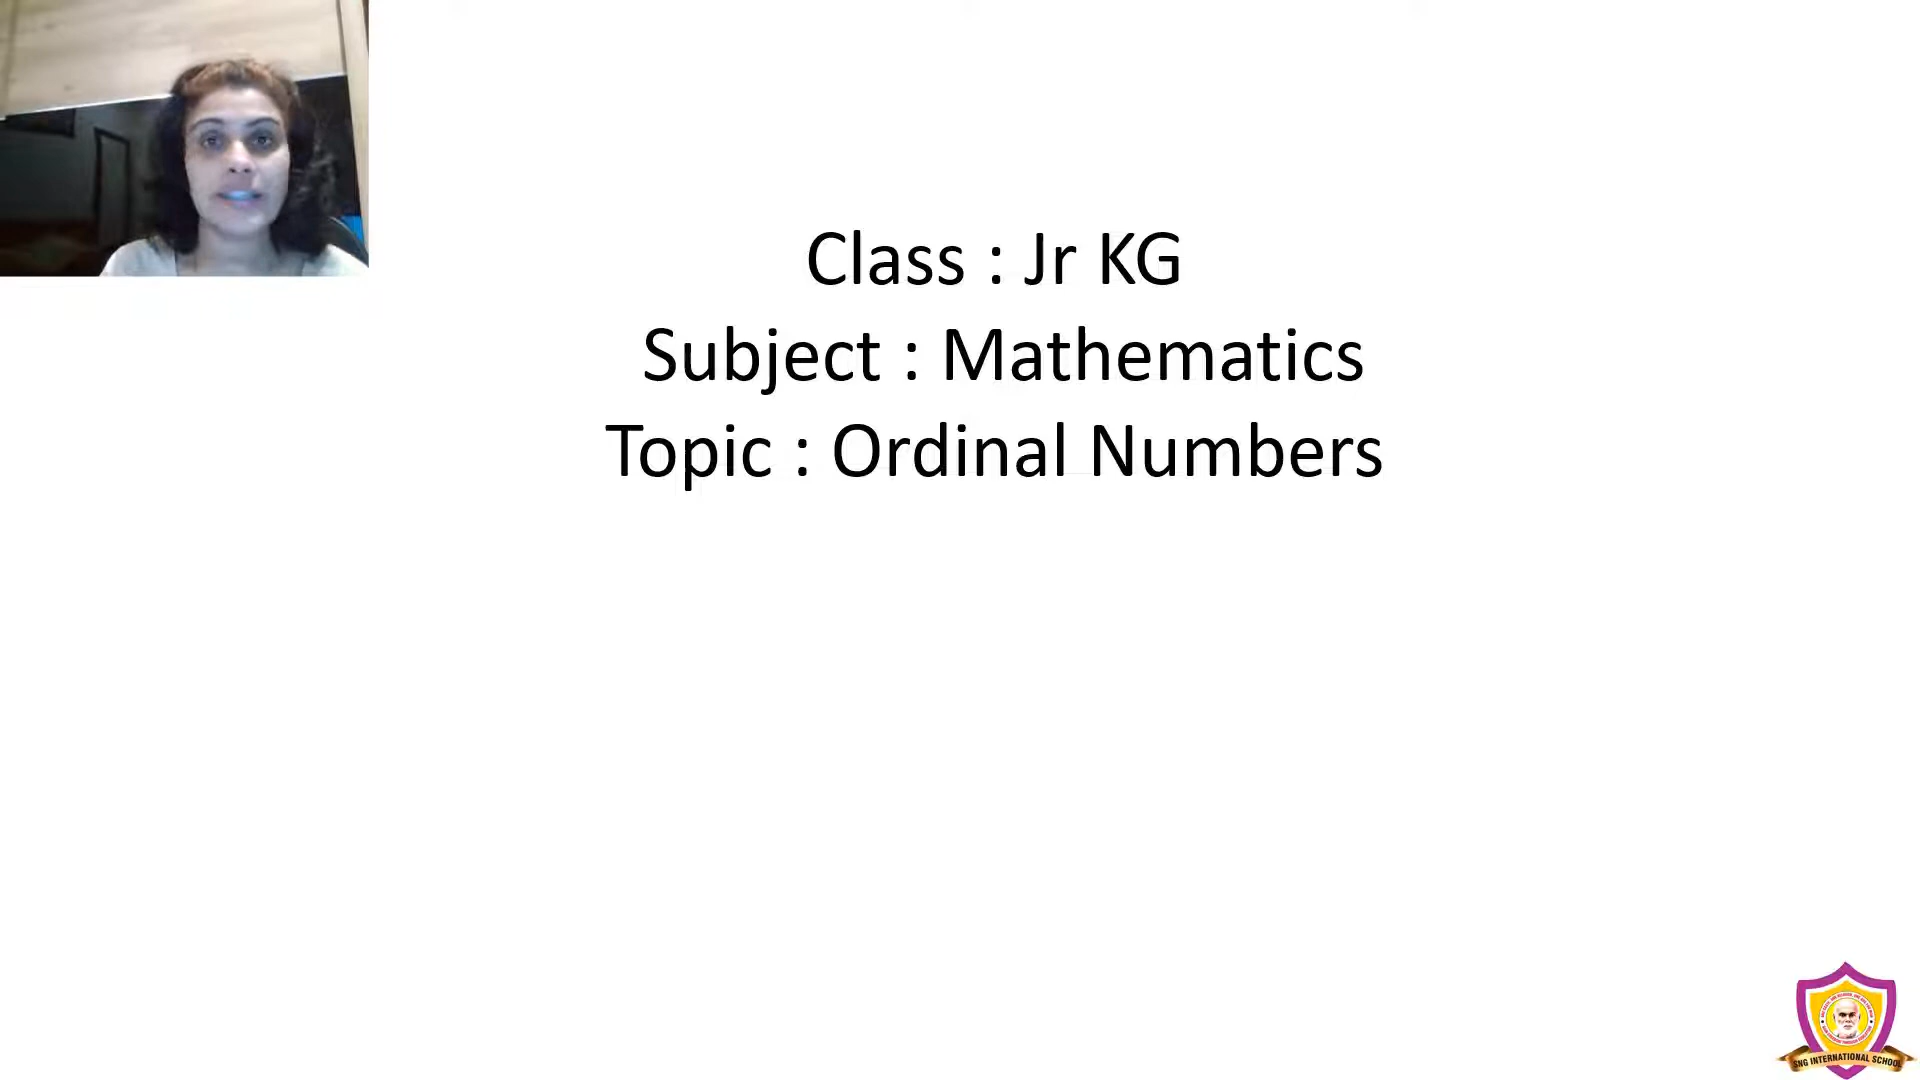 Class : Jr KG
Subject : Mathematics
Topic : Ordinal Numbers
SNG INTERNATIONAL SCHOOL